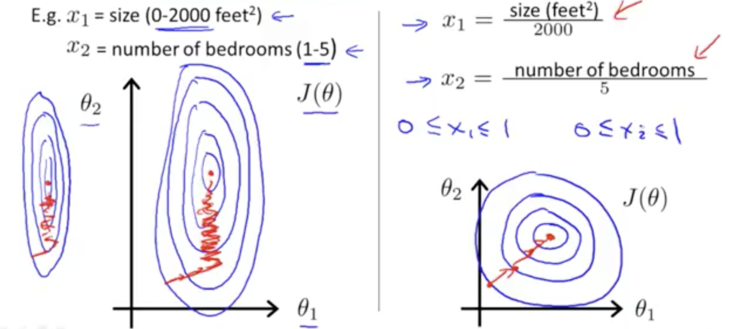 E.g. x₁ = size (0-2000 feet²) ←
x₂ = number of bedrooms (1-5) ←
θ₂
J(θ)
θ₁
→ x₁ = size (feet²) / 2000
→ x₂ = number of bedrooms / 5
0 ≤ x₁ ≤ 1    0 ≤ x₂ ≤ 1
θ₂
J(θ)
θ₁